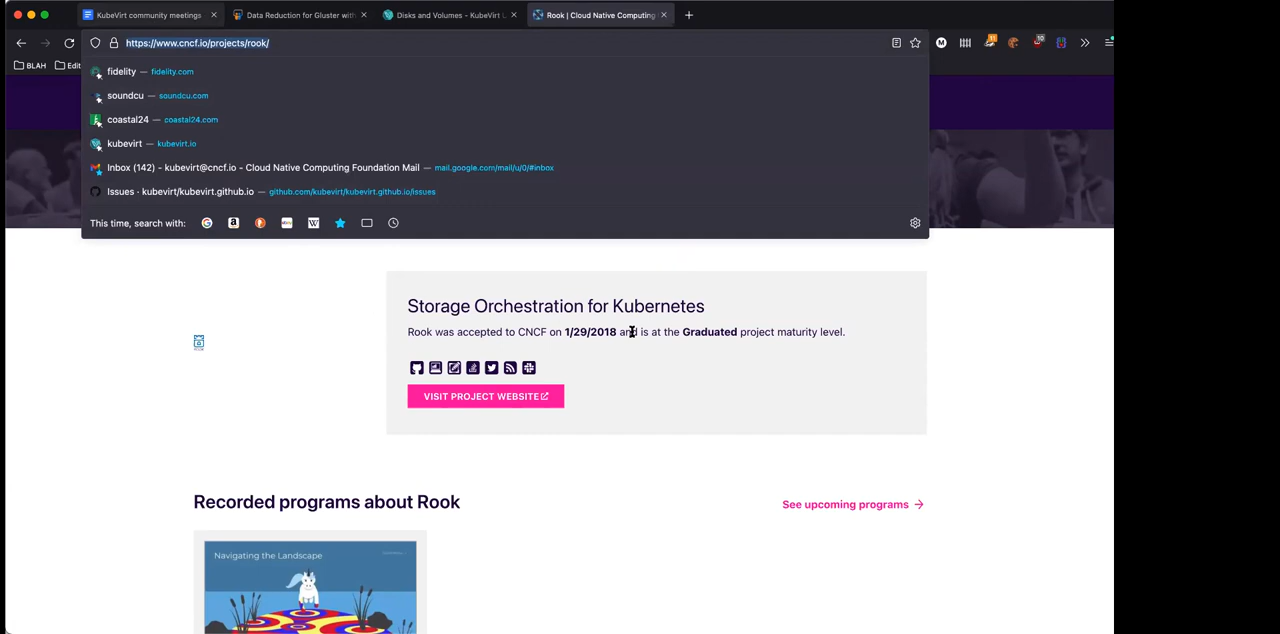 KubeVirt community meetings
Data Reduction for Gluster with
Disks and Volumes - KubeVirt
Rook | Cloud Native Computing
https://www.cncf.io/projects/rook/
BLAH
Edit
fidelity — fidelity.com
soundcu — soundcu.com
coastal24 — coastal24.com
kubevirt — kubevirt.io
Inbox (142) - kubevirt@cncf.io - Cloud Native Computing Foundation Mail — mail.google.com/mail/u/0/#inbox
Issues · kubevirt/kubevirt.github.io — github.com/kubevirt/kubevirt.github.io/issues
This time, search with:
Storage Orchestration for Kubernetes
Rook was accepted to CNCF on 1/29/2018 and is at the Graduated project maturity level.
VISIT PROJECT WEBSITE
Recorded programs about Rook
See upcoming programs →
Navigating the Landscape